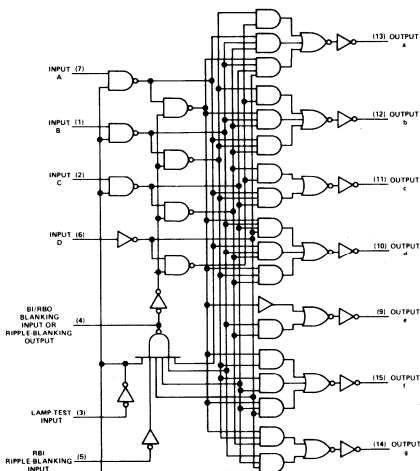 (13) OUTPUT
a
INPUT (7)
A
(12) OUTPUT
b
INPUT (1)
B
INPUT (2)
C
(11) OUTPUT
c
INPUT (6)
D
(10) OUTPUT
d
BI/RBO
BLANKING (4)
INPUT OR
RIPPLE-BLANKING
OUTPUT
(9) OUTPUT
e
(15) OUTPUT
f
LAMP TEST (3)
INPUT
RBI (5)
RIPPLE-BLANKING
INPUT
(14) OUTPUT
g